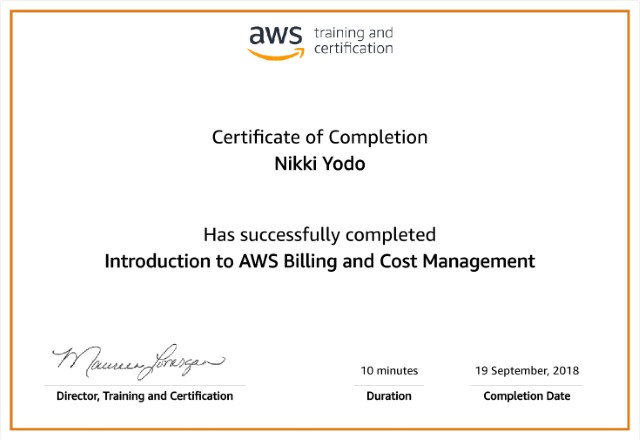 aws training and
certification
Certificate of Completion
Nikki Yodo
Has successfully completed
Introduction to AWS Billing and Cost Management
Maureen Lonergan
10 minutes 19 September, 2018
Director, Training and Certification Duration Completion Date